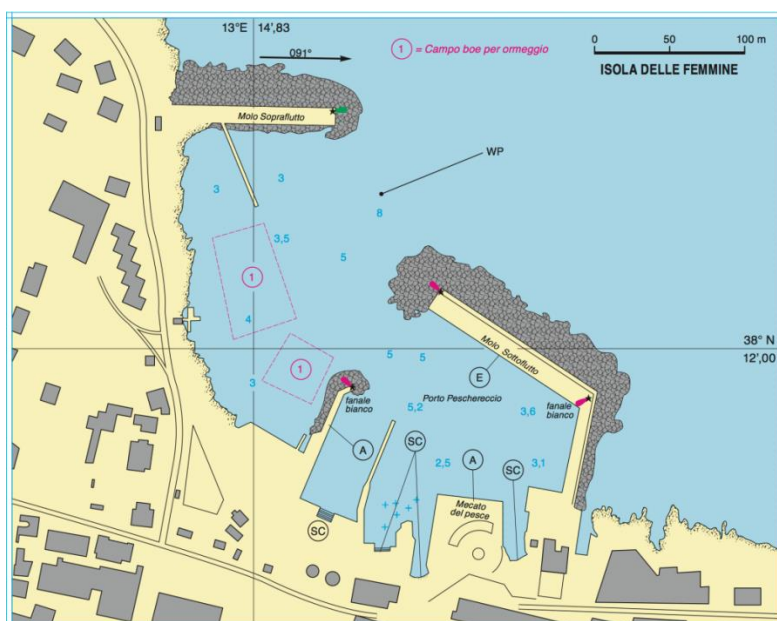 13°E 14',83
091°
1 = Campo boe per ormeggio
0 50 100 m
ISOLA DELLE FEMMINE
Molo Sopraflutto
WP
3
3
8
3,5
5
1
4
38° N
12',00
5
5
Molo Sottoflutto
1
3
fanale
bianco
E
Porto Peschereccio
5,2
3,6
fanale
bianco
A
SC
2,5
A
SC
3,1
Mecato
del pesce
SC